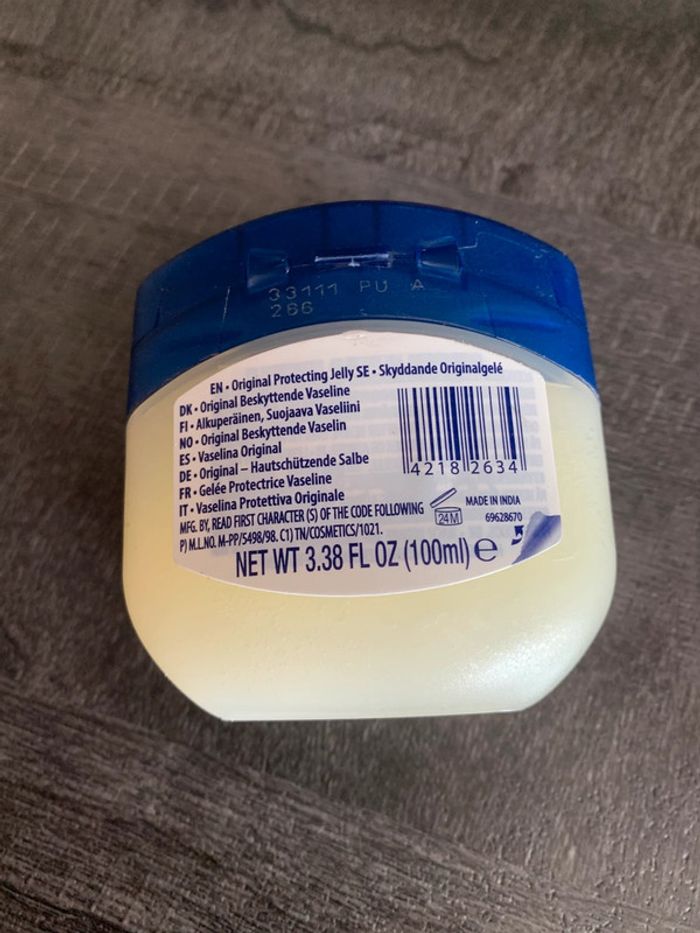 33111 PU A
266
EN • Original Protecting Jelly SE • Skyddande Originalgelé
DK • Original Beskyttende Vaseline
FI • Alkuperäinen, Suojaava Vaseliini
NO • Original Beskyttende Vaselin
ES • Vaselina Original
DE • Original – Hautschützende Salbe
FR • Gelée Protectrice Vaseline
IT • Vaselina Protettiva Originale
MFG. BY, READ FIRST CHARACTER (S) OF THE CODE FOLLOWING
P) M.L.NO. M-PP/5498/98. C1) TN/COSMETICS/1021.
4218 2634
24M
MADE IN INDIA
69628670
NET WT 3.38 FL OZ (100ml) e